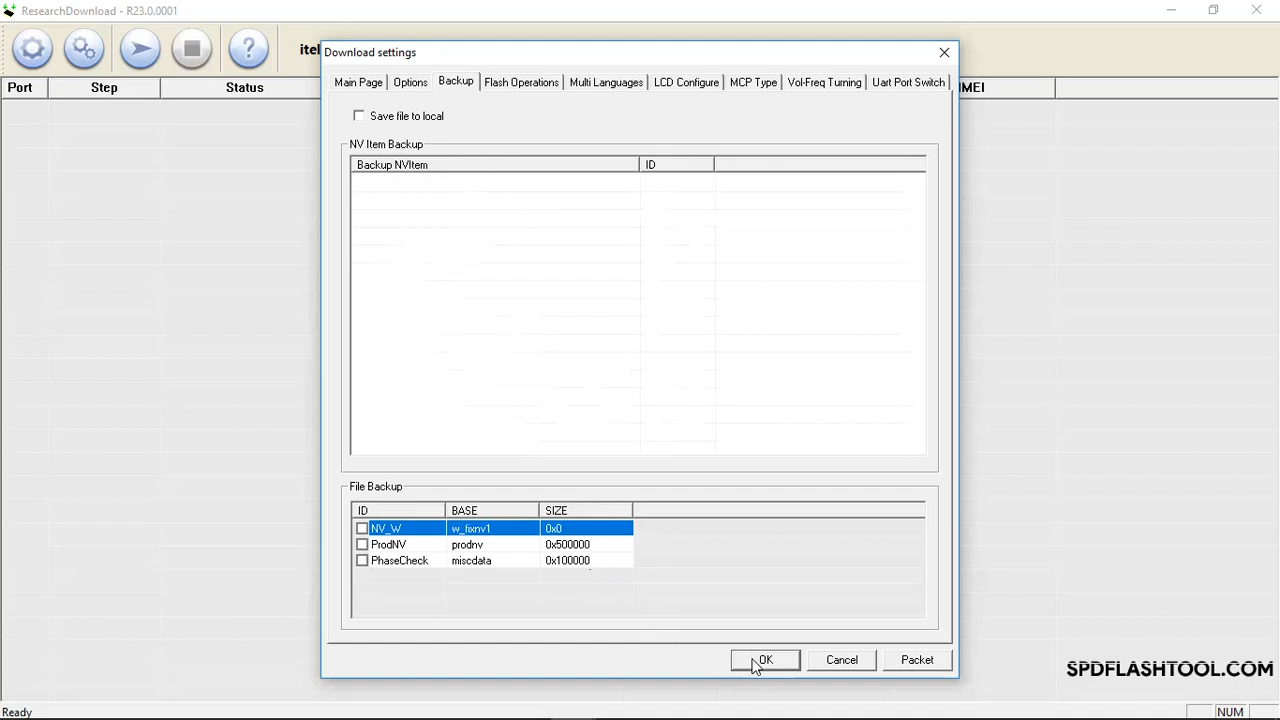 ResearchDownload - R23.0.0001
Download settings
Main Page Options Backup Flash Operations Multi Languages LCD Configure MCP Type Vol-Freq Turning Uart Port Switch
Port Step Status
Save file to local
NV Item Backup
Backup NVItem ID
File Backup
ID BASE SIZE
NV_W w_fixnv1 0x0
ProdNV prodnv 0x500000
PhaseCheck miscdata 0x100000
OK Cancel Packet
SPDFLASHTOOL.COM
Ready NUM